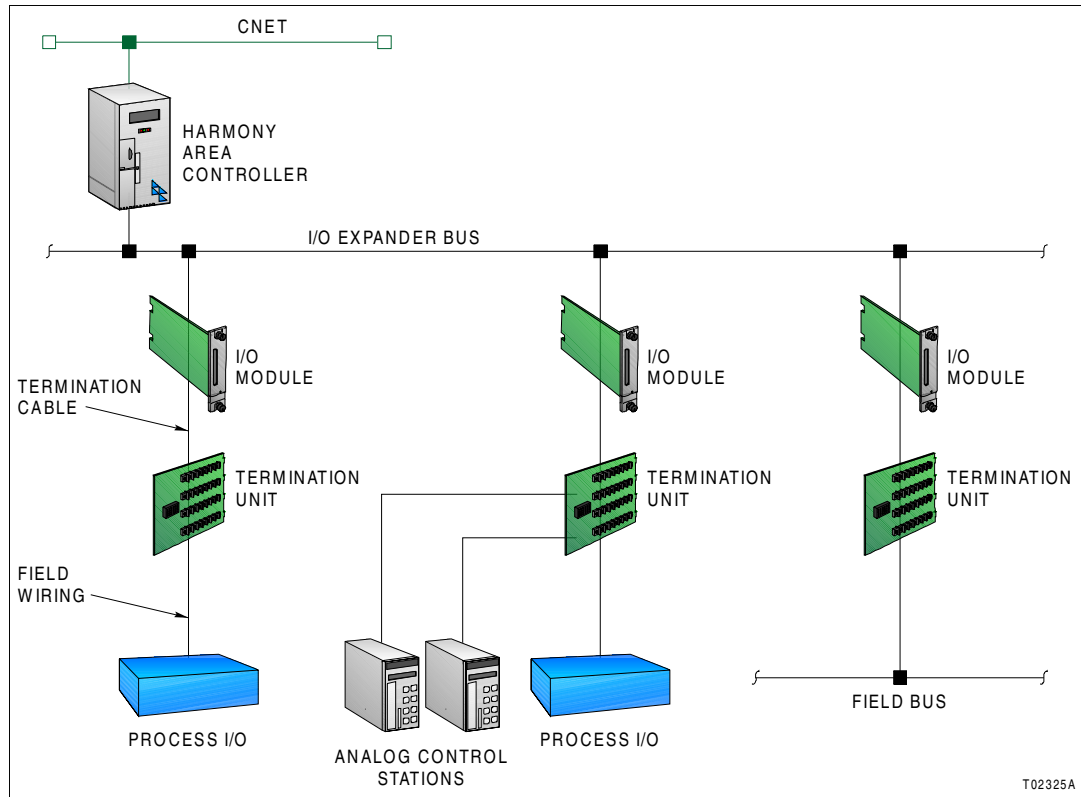 CNET
HARMONY
AREA
CONTROLLER
I/O EXPANDER BUS
I/O
MODULE
I/O
MODULE
I/O
MODULE
TERMINATION
CABLE
TERMINATION
UNIT
TERMINATION
UNIT
TERMINATION
UNIT
FIELD
WIRING
PROCESS I/O
ANALOG CONTROL
STATIONS
PROCESS I/O
FIELD BUS
T02325A